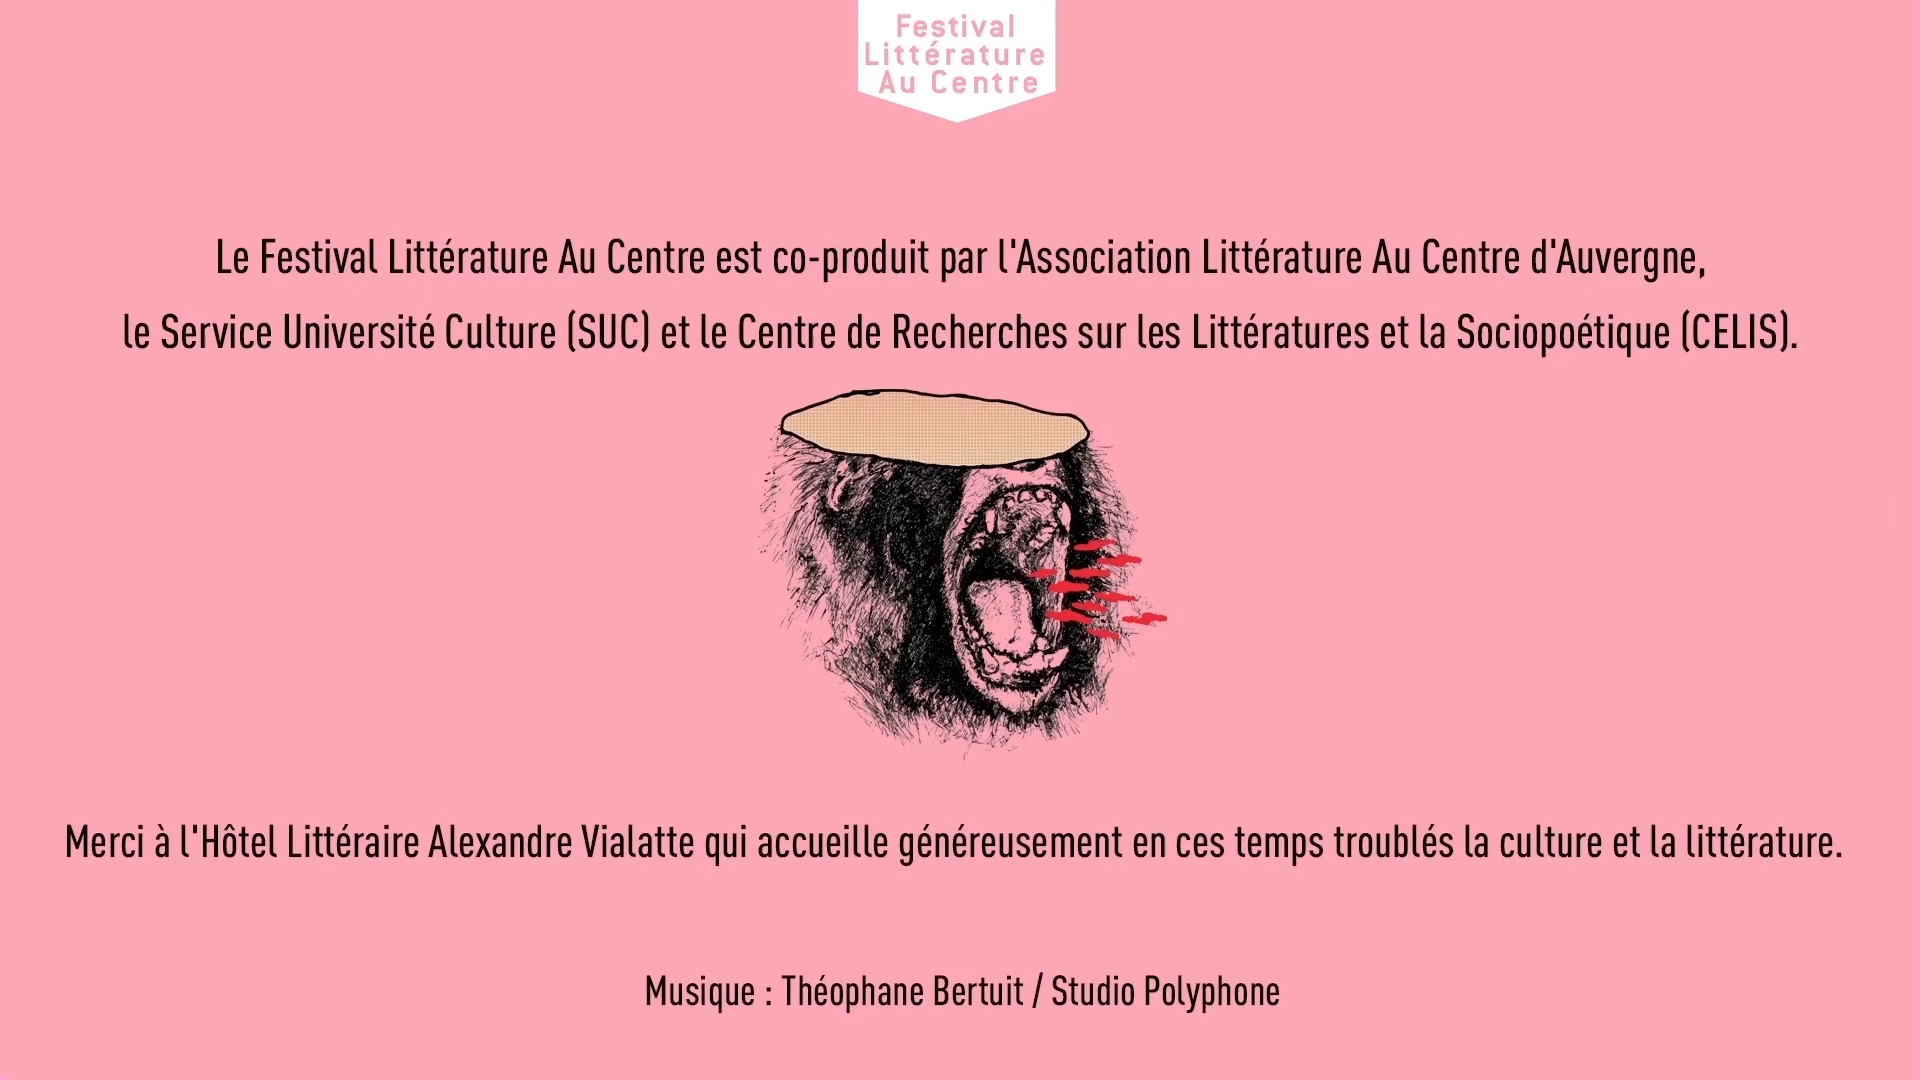 Festival
Littérature
Au Centre
Le Festival Littérature Au Centre est co-produit par l'Association Littérature Au Centre d'Auvergne,
le Service Université Culture (SUC) et le Centre de Recherches sur les Littératures et la Sociopoétique (CELIS).
Merci à l'Hôtel Littéraire Alexandre Vialatte qui accueille généreusement en ces temps troublés la culture et la littérature.
Musique : Théophane Bertuit / Studio Polyphone